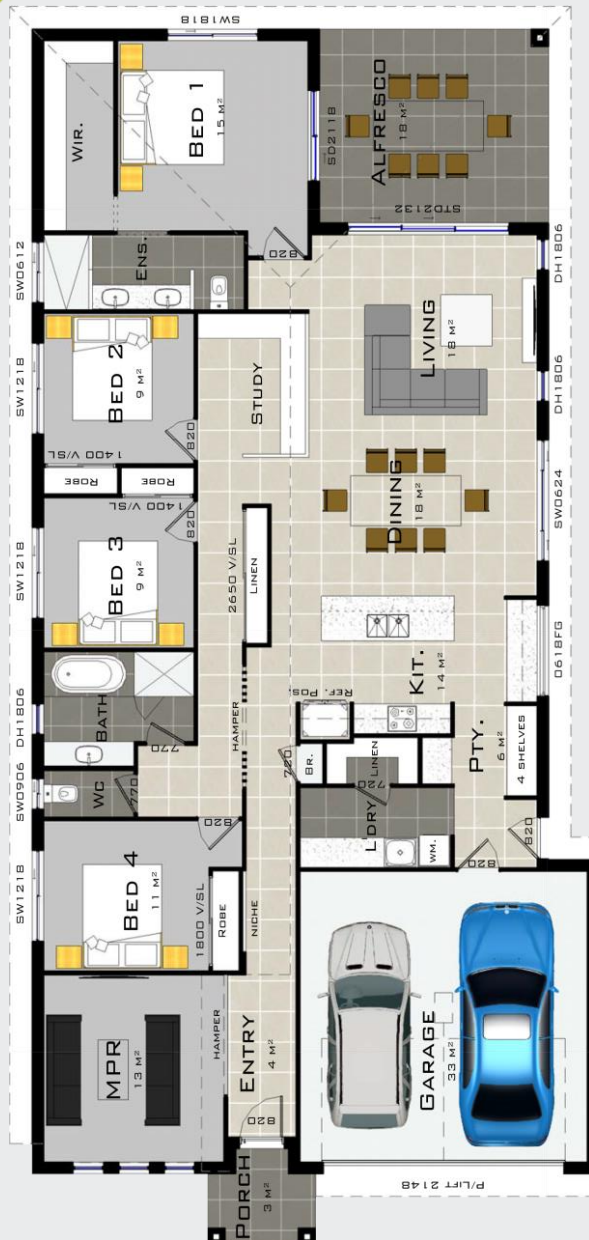 SW1818
WIR.
BED 1
15 M²
SD2118
ALFRESCO
18 M²
STD2132
820
SW0612
ENS.
DH1806
SW1218
BED 2
9 M²
820
1400 V/SL
STUDY
LIVING
18 M²
DH1806
ROBE
ROBE
1400 V/SL
820
DINING
18 M²
SW0624
SW1218
BED 3
9 M²
2650 V/SL
LINEN
KIT.
14 M²
0618FG
DH1806
BATH
770
HAMPER
REF. POS.
PTY.
6 M²
4 SHELVES
SW0906
WC
770
720
BR.
LINEN
720
820
L'DRY
WM.
820
820
SW1218
BED 4
11 M²
1800 V/SL
ROBE
NICHE
MPR
13 M²
HAMPER
ENTRY
4 M²
820
GARAGE
33 M²
P/LIFT 2148
PORCH
3 M²